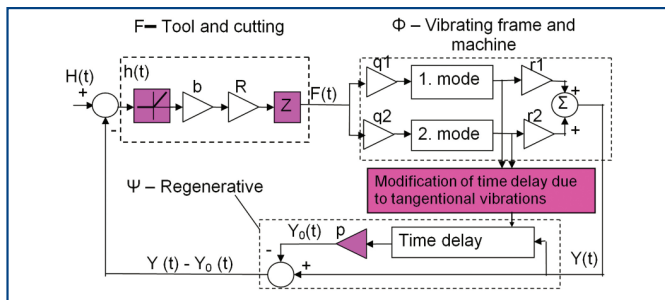 F– Tool and cutting
Φ – Vibrating frame and
machine
H(t)
+
-
h(t)
b
R
Z
F(t)
q1
1. mode
r1
+
Σ
+
q2
2. mode
r2
Modification of time delay due
to tangentional vibrations
Ψ – Regenerative
Y0(t)
p
Time delay
-
+
Y (t) - Y0 (t)
Y(t)